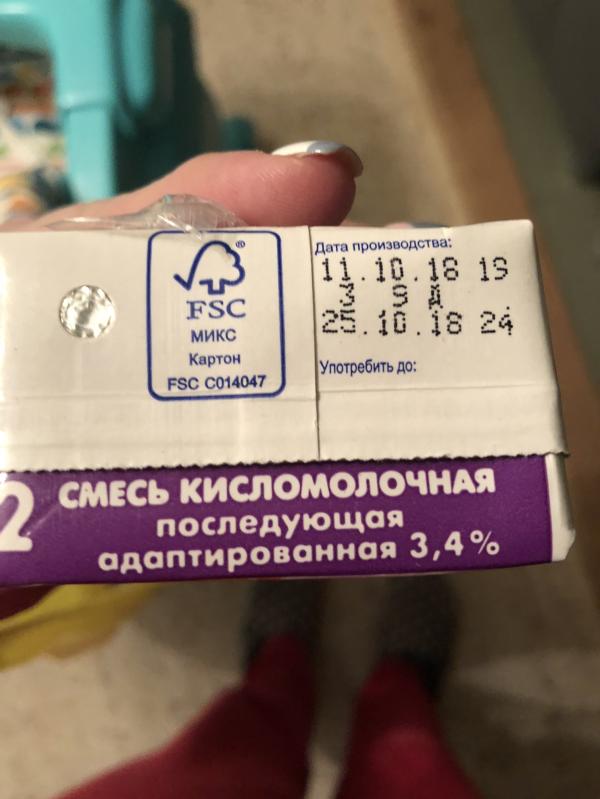 ®
FSC
МИКС
Картон
FSC C014047
Дата производства:
11.10.18 19
3 9 Д
25.10.18 24
Употребить до:
2
СМЕСЬ КИСЛОМОЛОЧНАЯ
последующая
адаптированная 3,4%